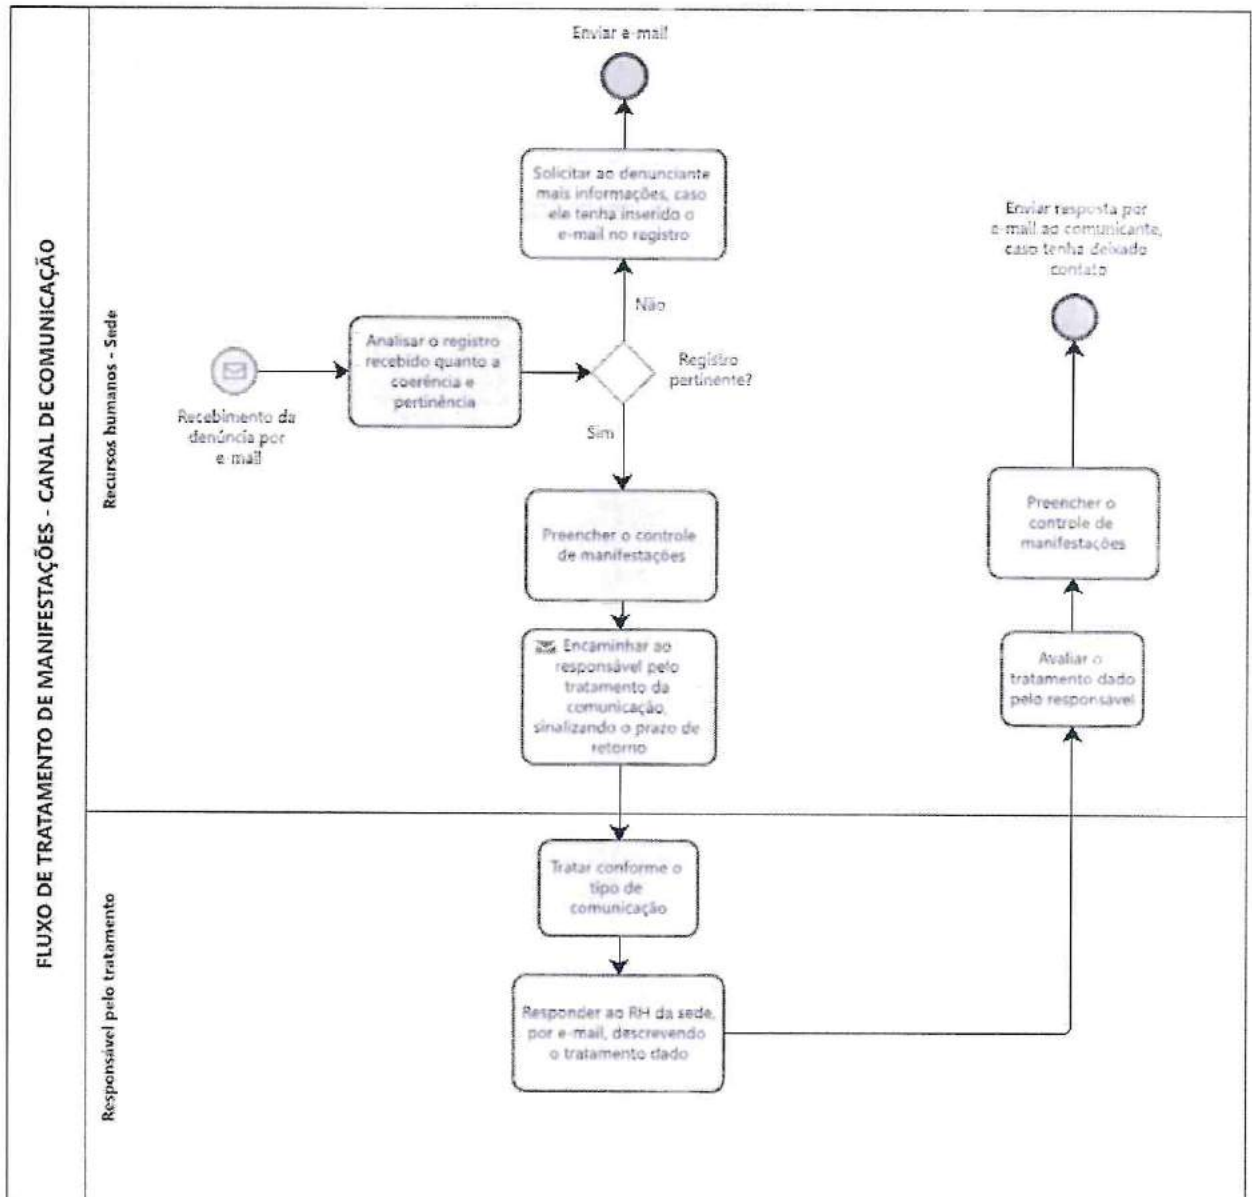 FLUXO DE TRATAMENTO DE MANIFESTAÇÕES - CANAL DE COMUNICAÇÃO
Recursos humanos - Sede
Enviar e-mail
Solicitar ao denunciante
mais informações, caso
ele tenha inserido o
e-mail no registro
Não
Registro
pertinente?
Sim
Analisar o registro
recebido quanto a
coerência e
pertinência
Recebimento da
denúncia por
e-mail
Preencher o controle
de manifestações
Encaminhar ao
responsável pelo
tratamento da
comunicação,
sinalizando o prazo de
retorno
Enviar resposta por
e-mail ao comunicante,
caso tenha deixado
contato
Preencher o
controle de
manifestações
Avaliar o
tratamento dado
pelo responsável
Responsável pelo tratamento
Tratar conforme o
tipo de
comunicação
Responder ao RH da sede,
por e-mail, descrevendo
o tratamento dado